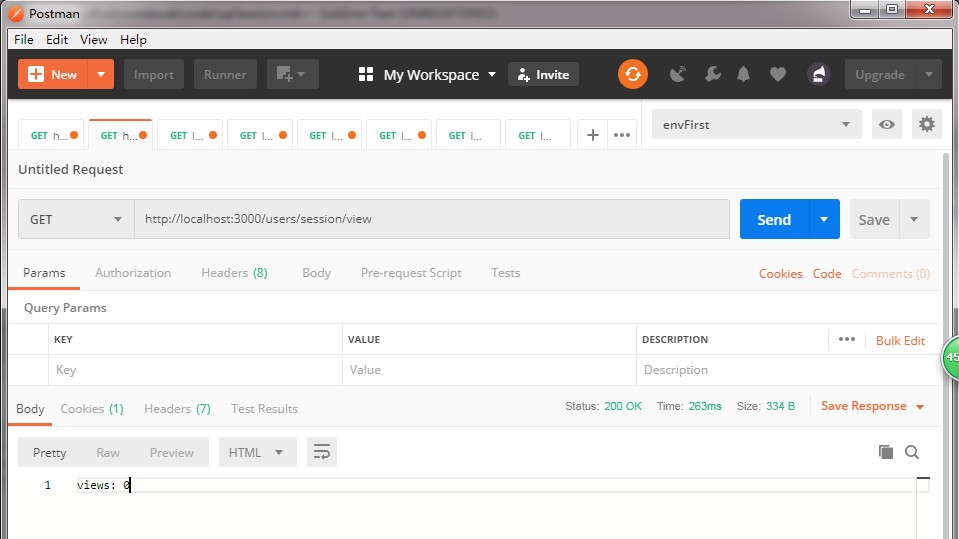 Postman
File Edit View Help
New Import Runner My Workspace Invite Upgrade
GET h... GET h... GET l... GET l... GET l... GET l... GET l... GET l... envFirst
Untitled Request
GET http://localhost:3000/users/session/view Send Save
Params Authorization Headers (8) Body Pre-request Script Tests Cookies Code Comments (0)
Query Params
KEY VALUE DESCRIPTION Bulk Edit
Key Value Description
45
Body Cookies (1) Headers (7) Test Results Status: 200 OK Time: 263ms Size: 334 B Save Response
Pretty Raw Preview HTML
1 views: 0